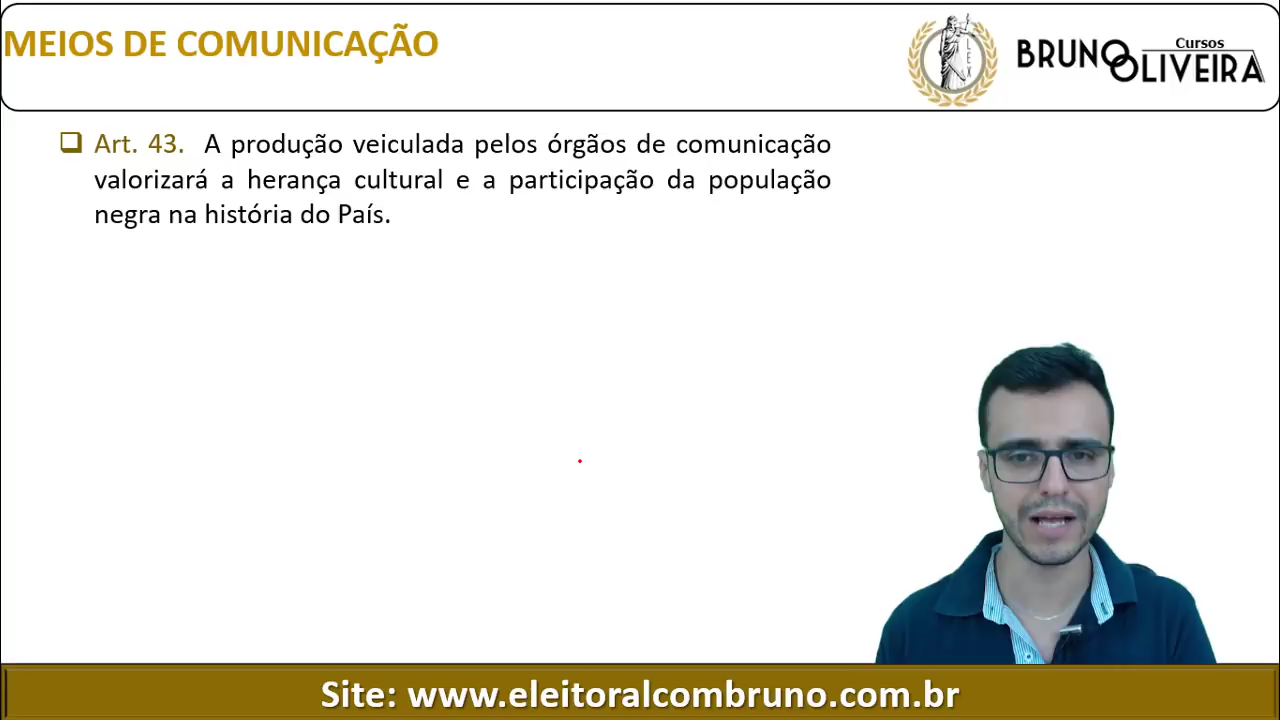 MEIOS DE COMUNICAÇÃO
LEX
BRUNO Cursos
OLIVEIRA
Art. 43. A produção veiculada pelos órgãos de comunicação
valorizará a herança cultural e a participação da população
negra na história do País.
Site: www.eleitoralcombruno.com.br